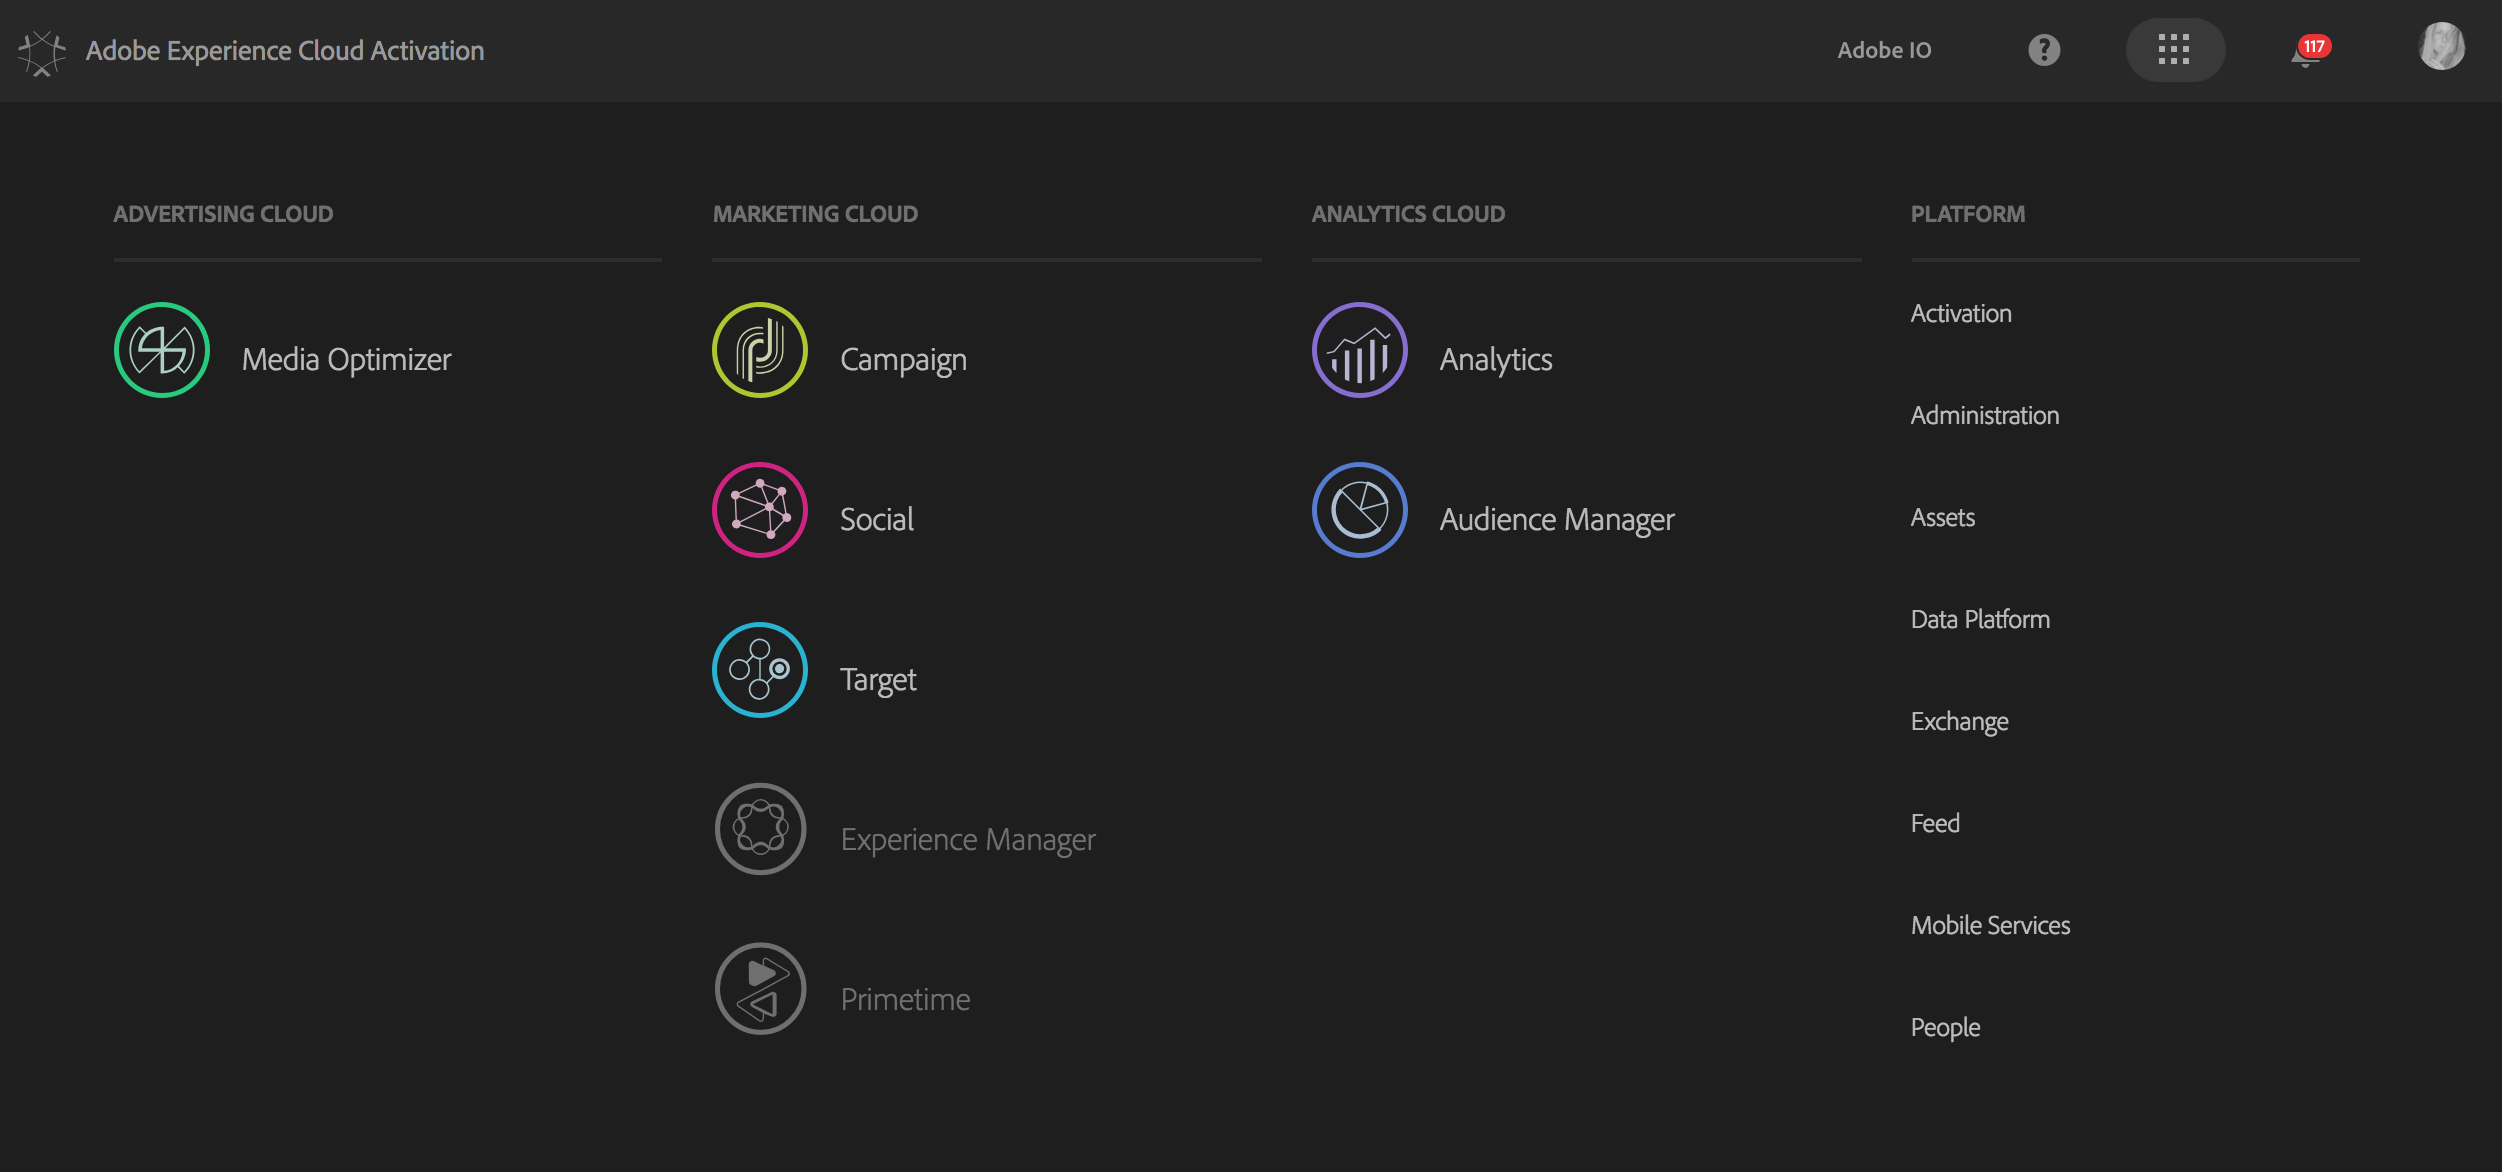 Adobe Experience Cloud Activation
Adobe IO
?
117
ADVERTISING CLOUD
Media Optimizer
MARKETING CLOUD
Campaign
Social
Target
Experience Manager
Primetime
ANALYTICS CLOUD
Analytics
Audience Manager
PLATFORM
Activation
Administration
Assets
Data Platform
Exchange
Feed
Mobile Services
People